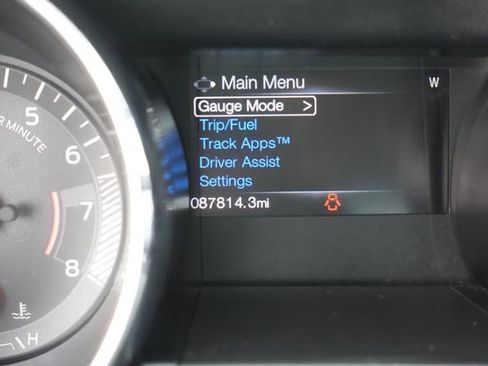 Main Menu W
Gauge Mode >
Trip/Fuel
Track Apps™
Driver Assist
Settings
087814.3mi
5
R MINUTE
6
7
8
H